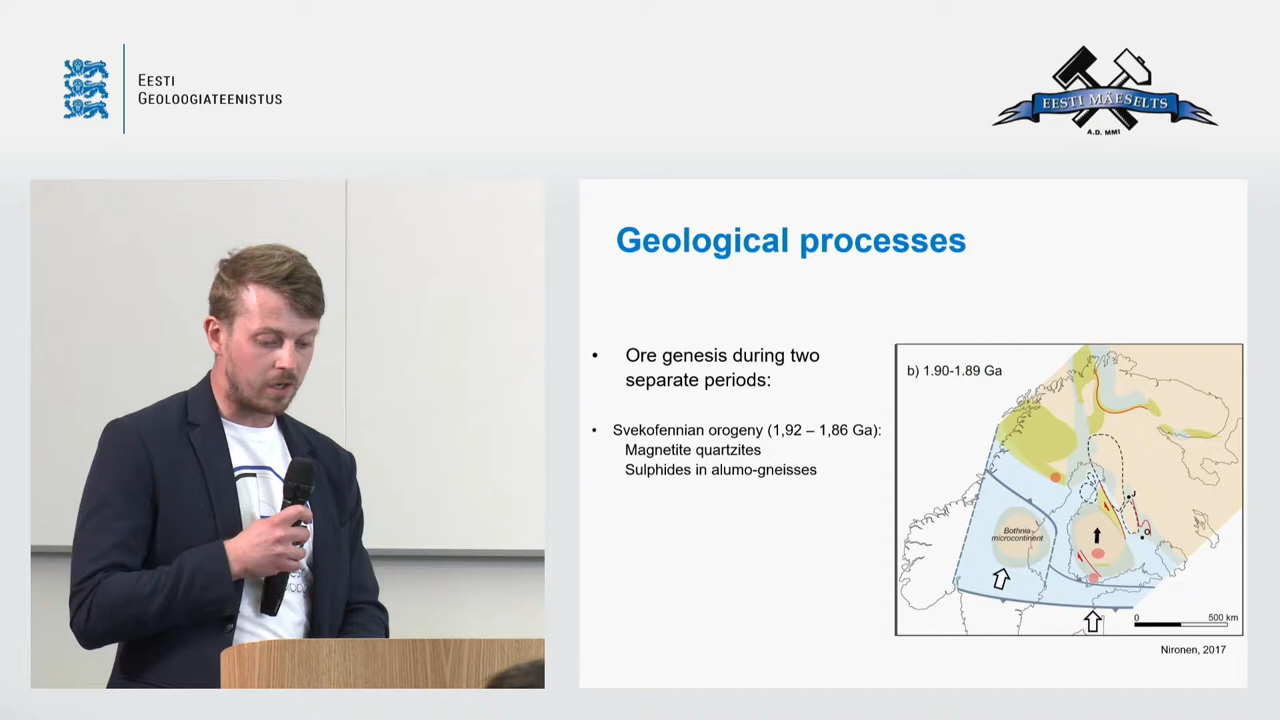 EESTI
GEOLOOGIATEENISTUS
EESTI MÄESELTS
A.D. MMI
Geological processes
• Ore genesis during two
separate periods:
• Svekofennian orogeny (1,92 – 1,86 Ga):
Magnetite quartzites
Sulphides in alumo-gneisses
b) 1.90-1.89 Ga
J
Bothnia
microcontinent
O
0 500 km
Nironen, 2017